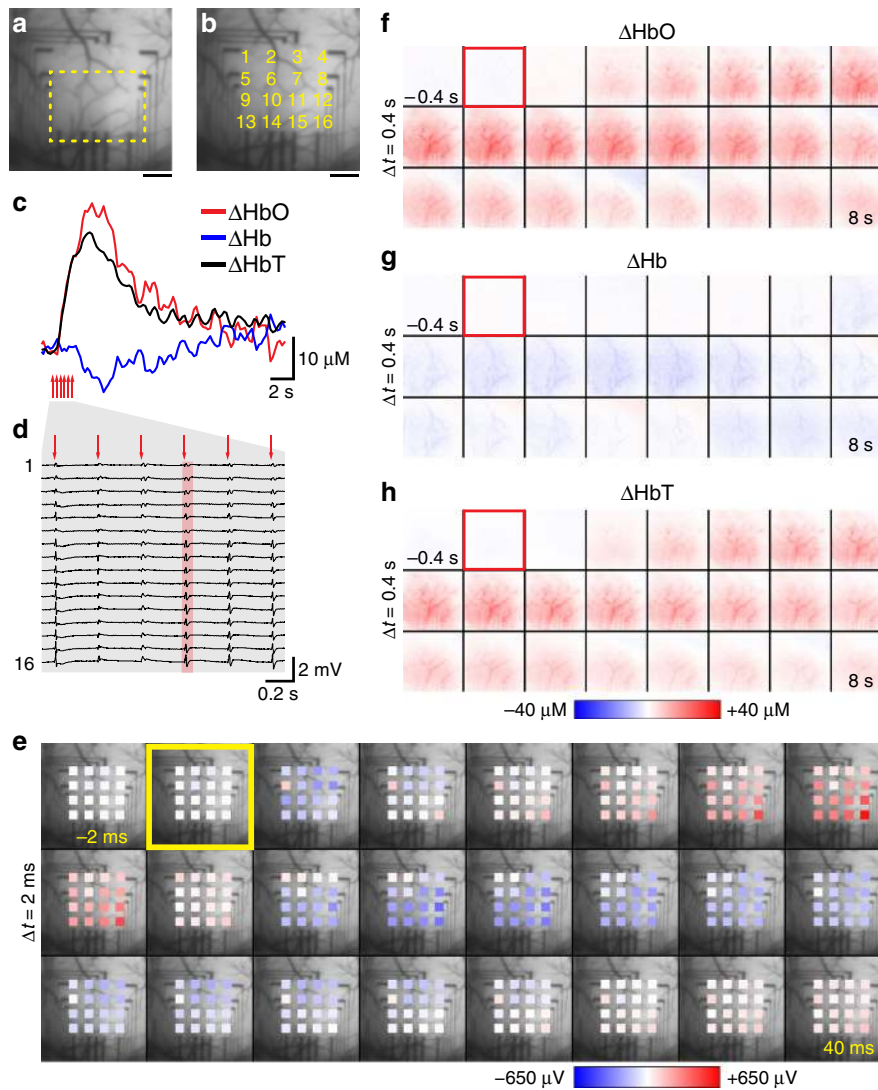 a
b
1 2 3 4
5 6 7 8
9 10 11 12
13 14 15 16
c
ΔHbO
ΔHb
ΔHbT
10 μM
2 s
d
1
16
2 mV
0.2 s
f
ΔHbO
Δt = 0.4 s
−0.4 s
8 s
g
ΔHb
Δt = 0.4 s
−0.4 s
8 s
h
ΔHbT
Δt = 0.4 s
−0.4 s
8 s
−40 μM
+40 μM
e
Δt = 2 ms
−2 ms
40 ms
−650 μV
+650 μV